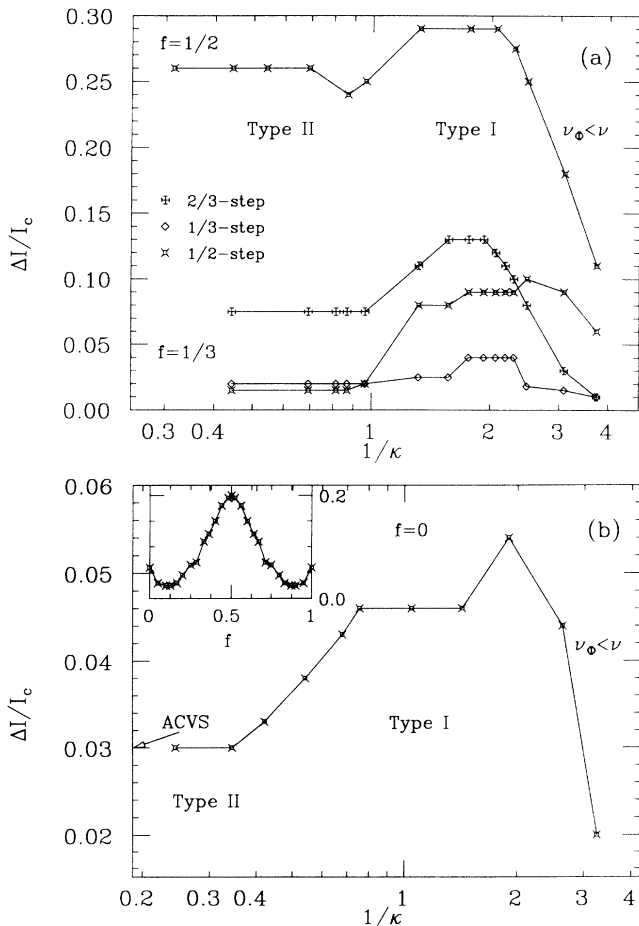 0.30
f=1/2
(a)
0.25
Type II
Type I
ν_Φ<ν
0.20
ΔI/I_c
0.15
2/3-step
1/3-step
1/2-step
0.10
0.05
f=1/3
0.00
0.3 0.4 1 2 3 4
1/κ
0.06
0.2
f=0
(b)
0.05
0.0
0 0.5 1
f
ν_Φ<ν
0.04
ΔI/I_c
ACVS
Type I
0.03
Type II
0.02
0.2 0.3 0.4 1 2 3 4
1/κ